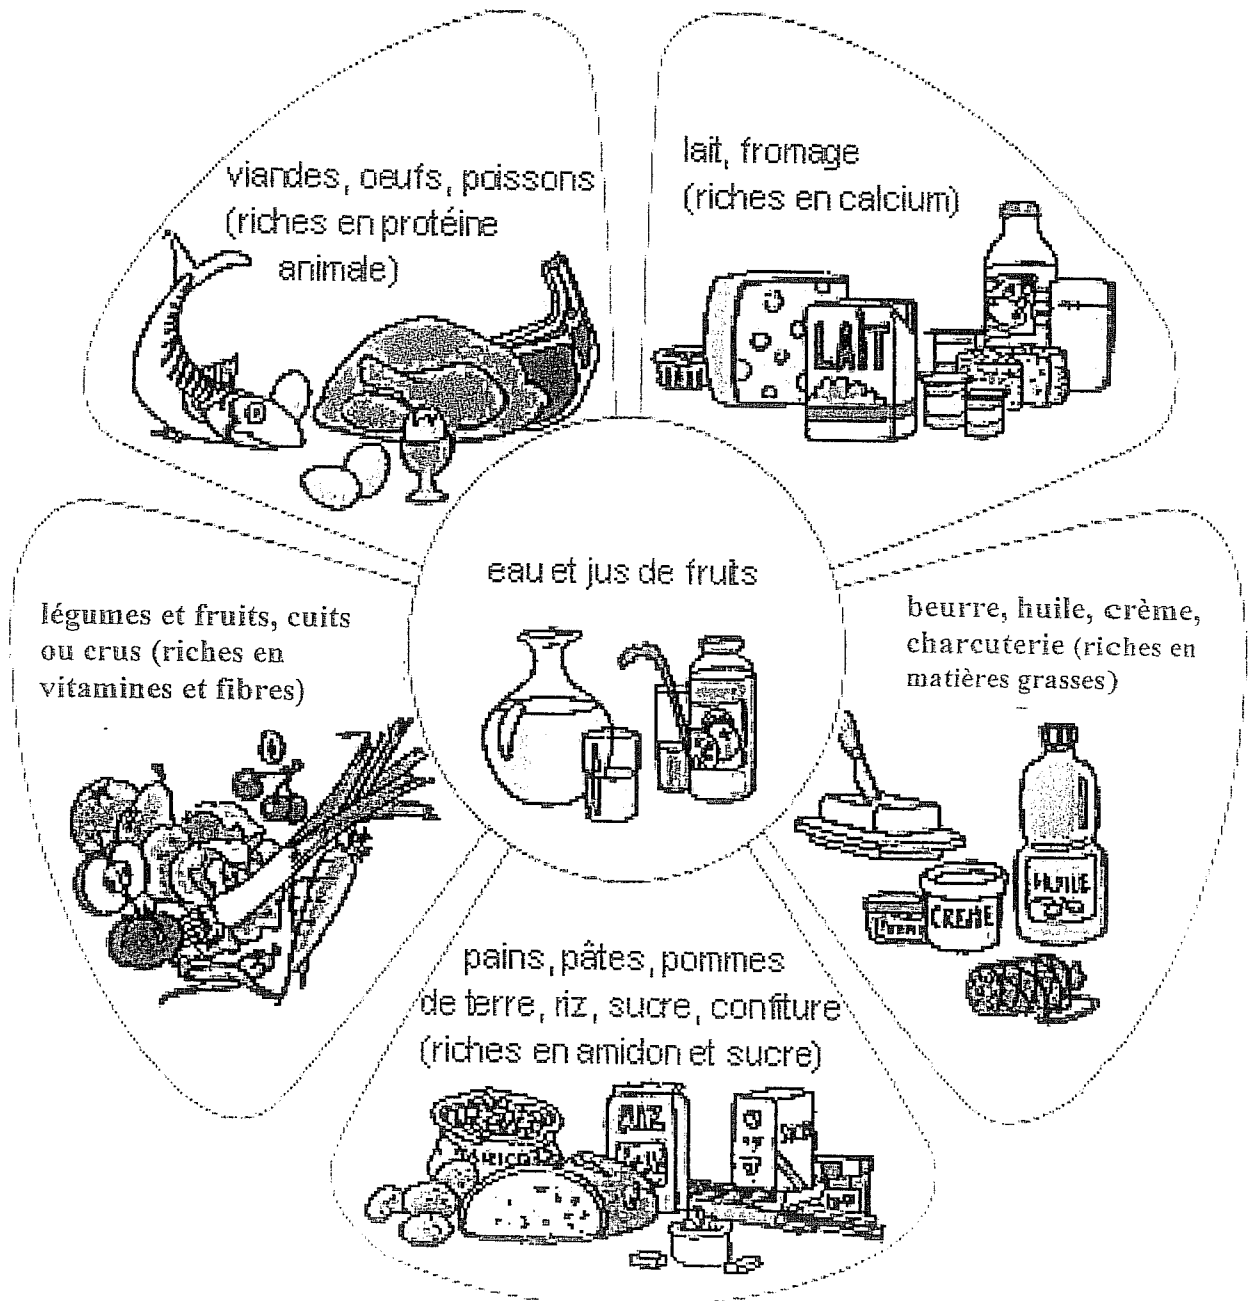 viandes, oeufs, poissons
(riches en protéine
animale)
lait, fromage
(riches en calcium)
LAIT
eau et jus de fruits
légumes et fruits, cuits
ou crus (riches en
vitamines et fibres)
beurre, huile, crème,
charcuterie (riches en
matières grasses)
HUILE
CREME
pains, pâtes, pommes
de terre, riz, sucre, confiture
(riches en amidon et sucre)
RIZ